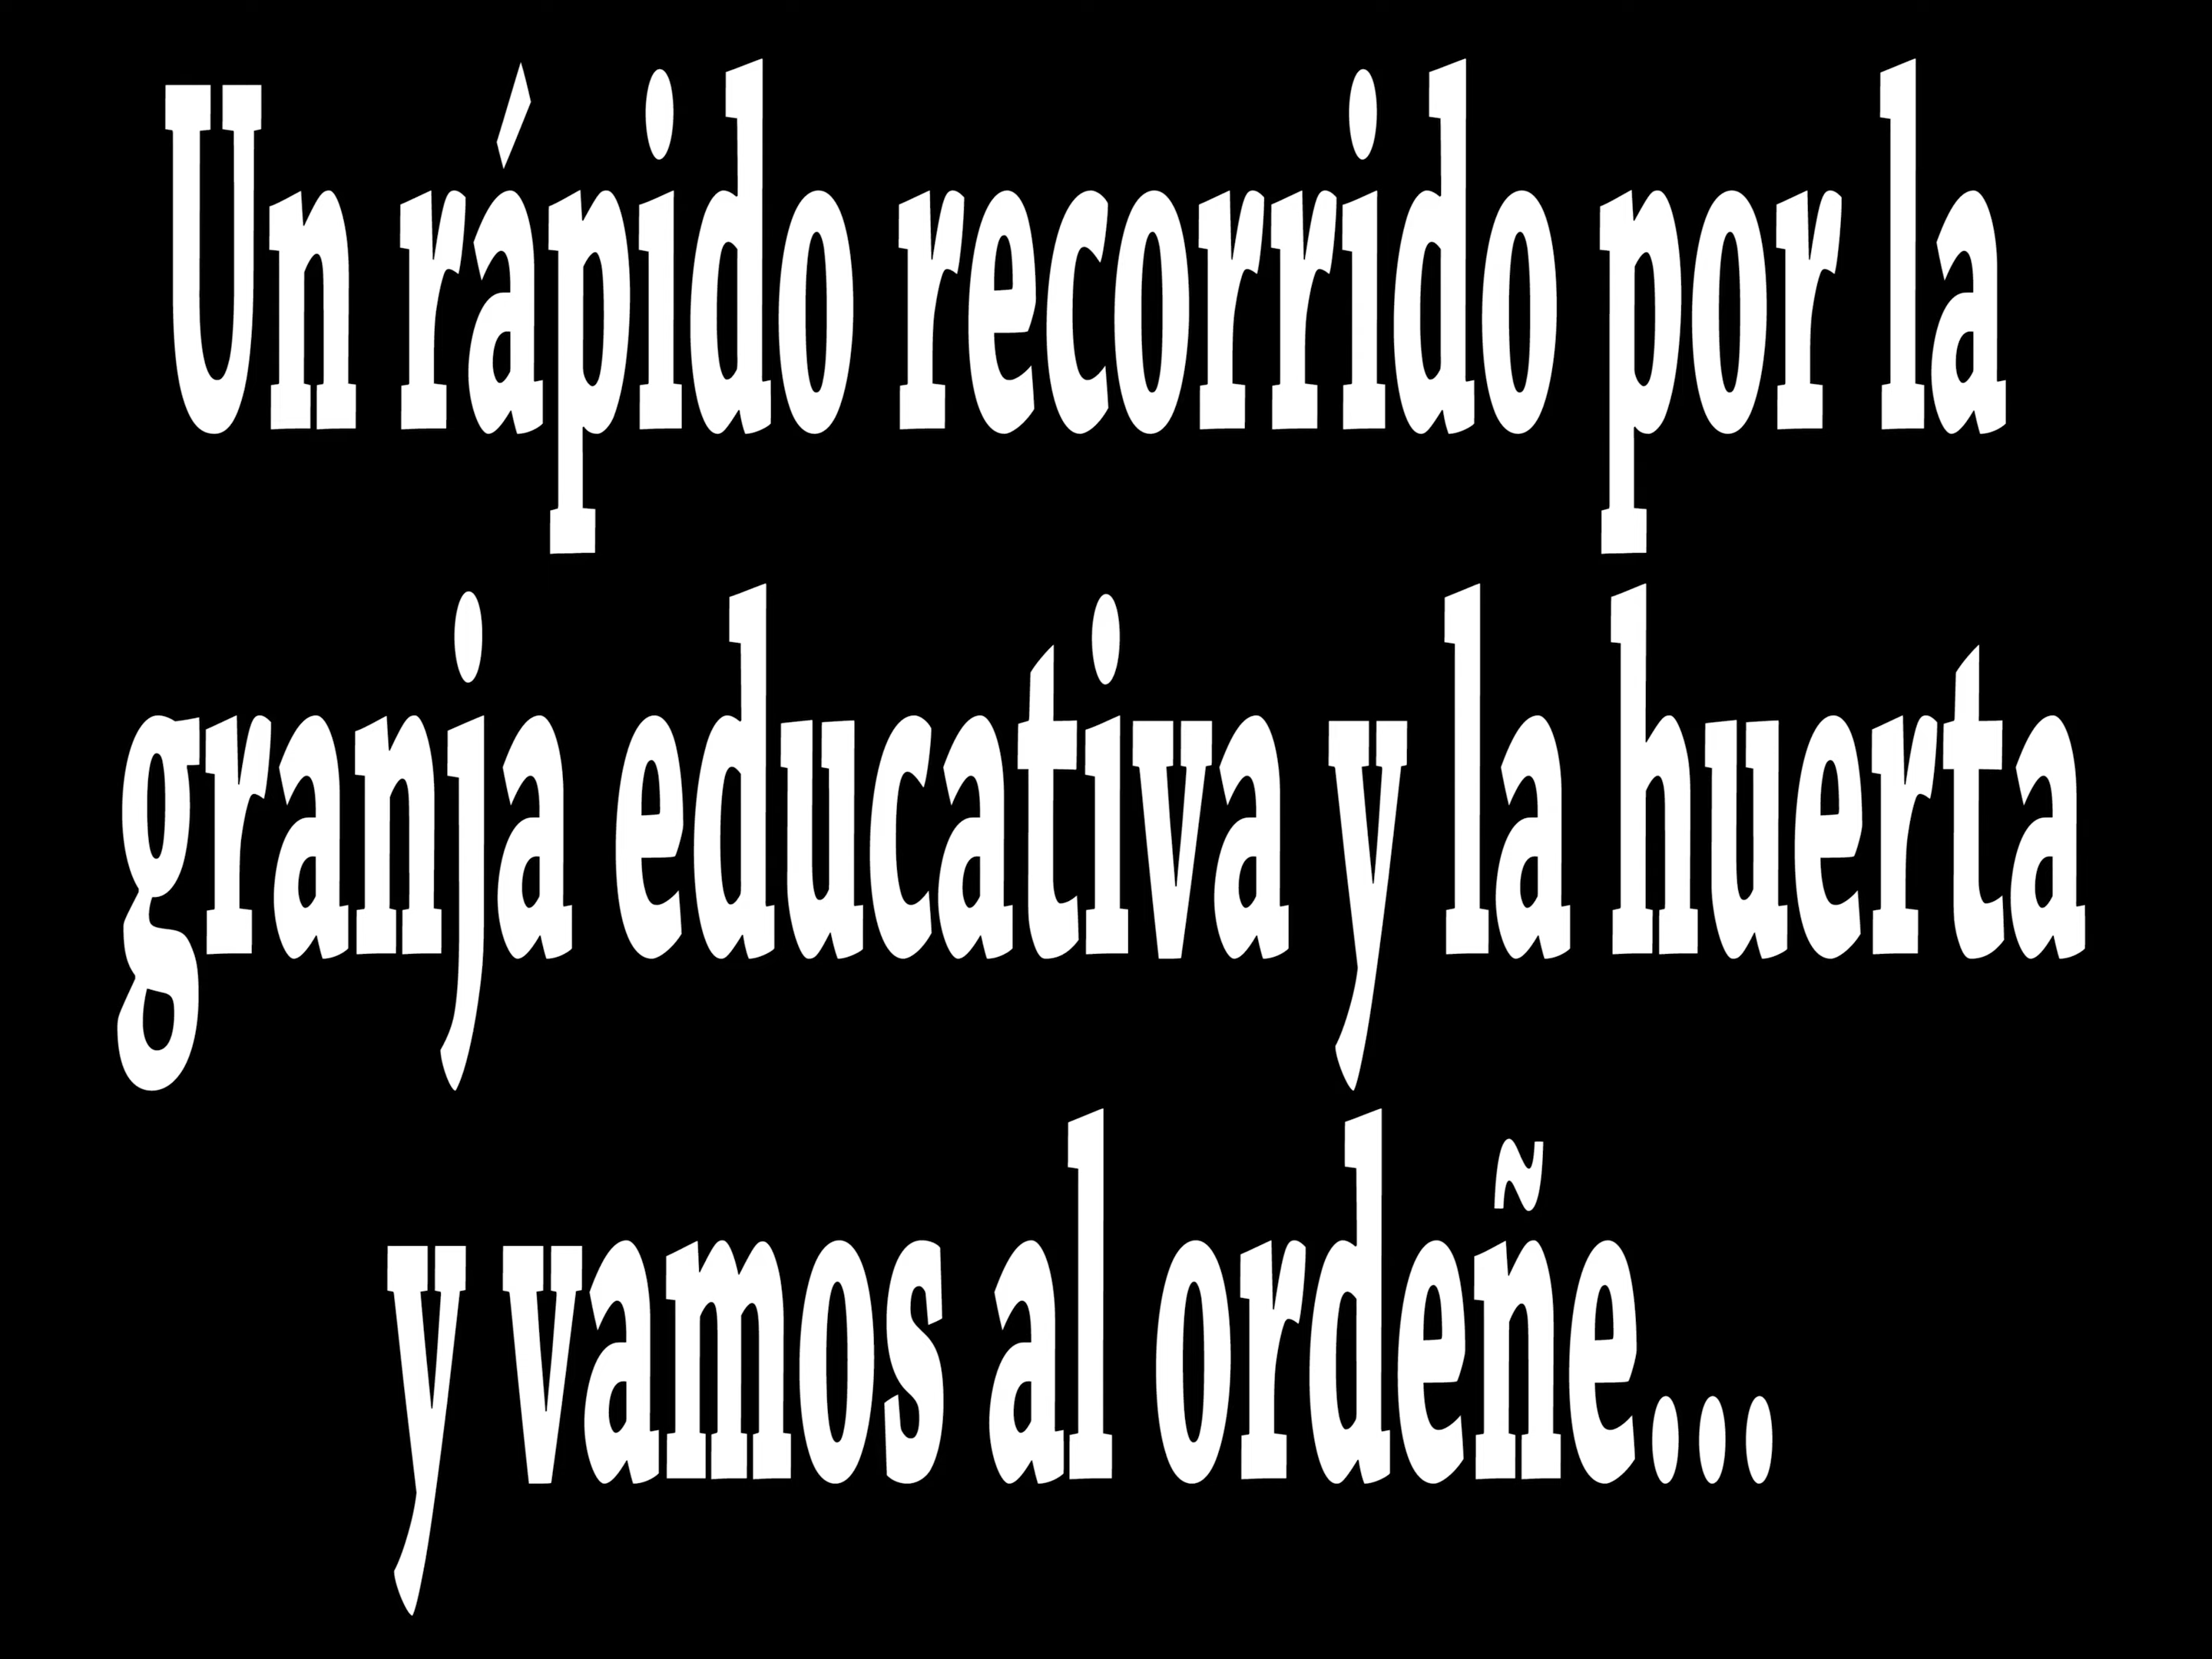 Un rápido recorrido por la
granja educativa y la huerta
y vamos al ordeñe...